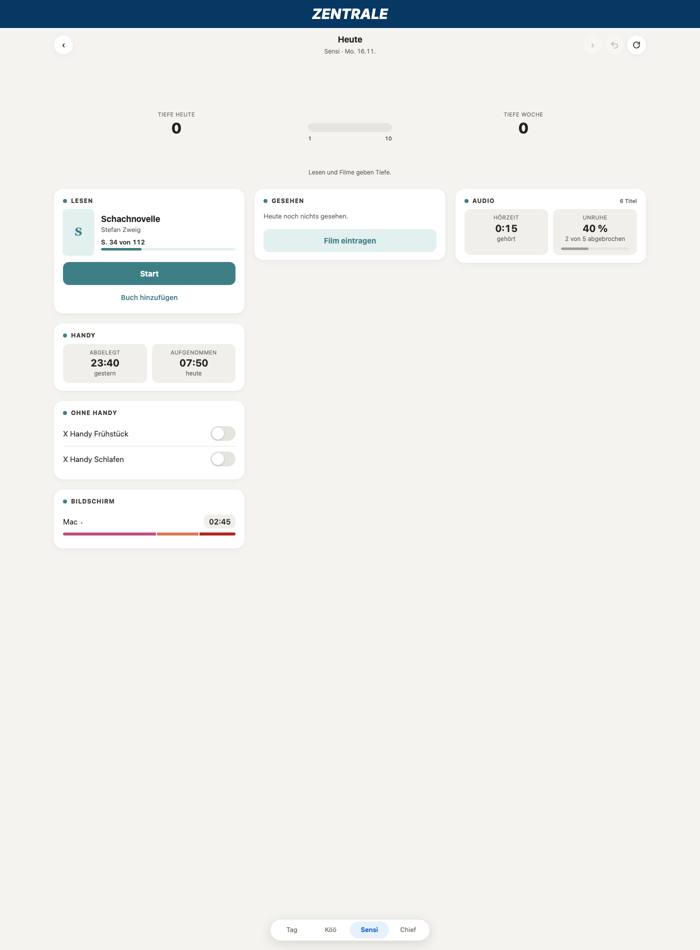 ZENTRALE
Heute
Sensi · Mo. 16.11.
TIEFE HEUTE
0
1
10
TIEFE WOCHE
0
Lesen und Filme geben Tiefe.
LESEN
S
Schachnovelle
Stefan Zweig
S. 34 von 112
Start
Buch hinzufügen
HANDY
ABGELEGT
23:40
gestern
AUFGENOMMEN
07:50
heute
OHNE HANDY
X Handy Frühstück
X Handy Schlafen
BILDSCHIRM
Mac
02:45
GESEHEN
Heute noch nichts gesehen.
Film eintragen
AUDIO
6 Titel
HÖRZEIT
0:15
gehört
UNRUHE
40 %
2 von 5 abgebrochen
Tag
Köö
Sensi
Chief